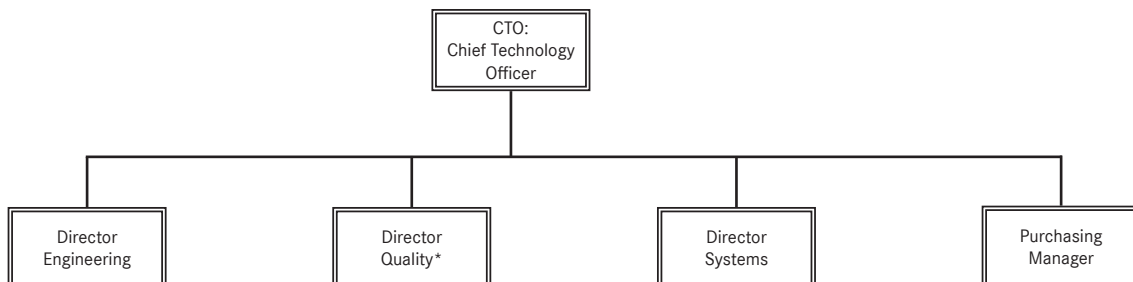 CTO:
Chief Technology
Officer
Director
Engineering
Director
Quality*
Director
Systems
Purchasing
Manager